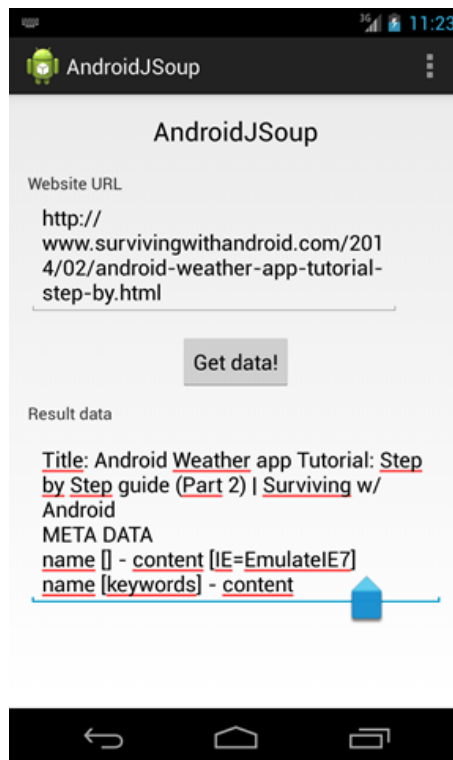 3G 11:23
AndroidJSoup
AndroidJSoup
Website URL
http://
www.survivingwithandroid.com/201
4/02/android-weather-app-tutorial-
step-by.html
Get data!
Result data
Title: Android Weather app Tutorial: Step
by Step guide (Part 2) | Surviving w/
Android
META DATA
name [] - content [IE=EmulateIE7]
name [keywords] - content